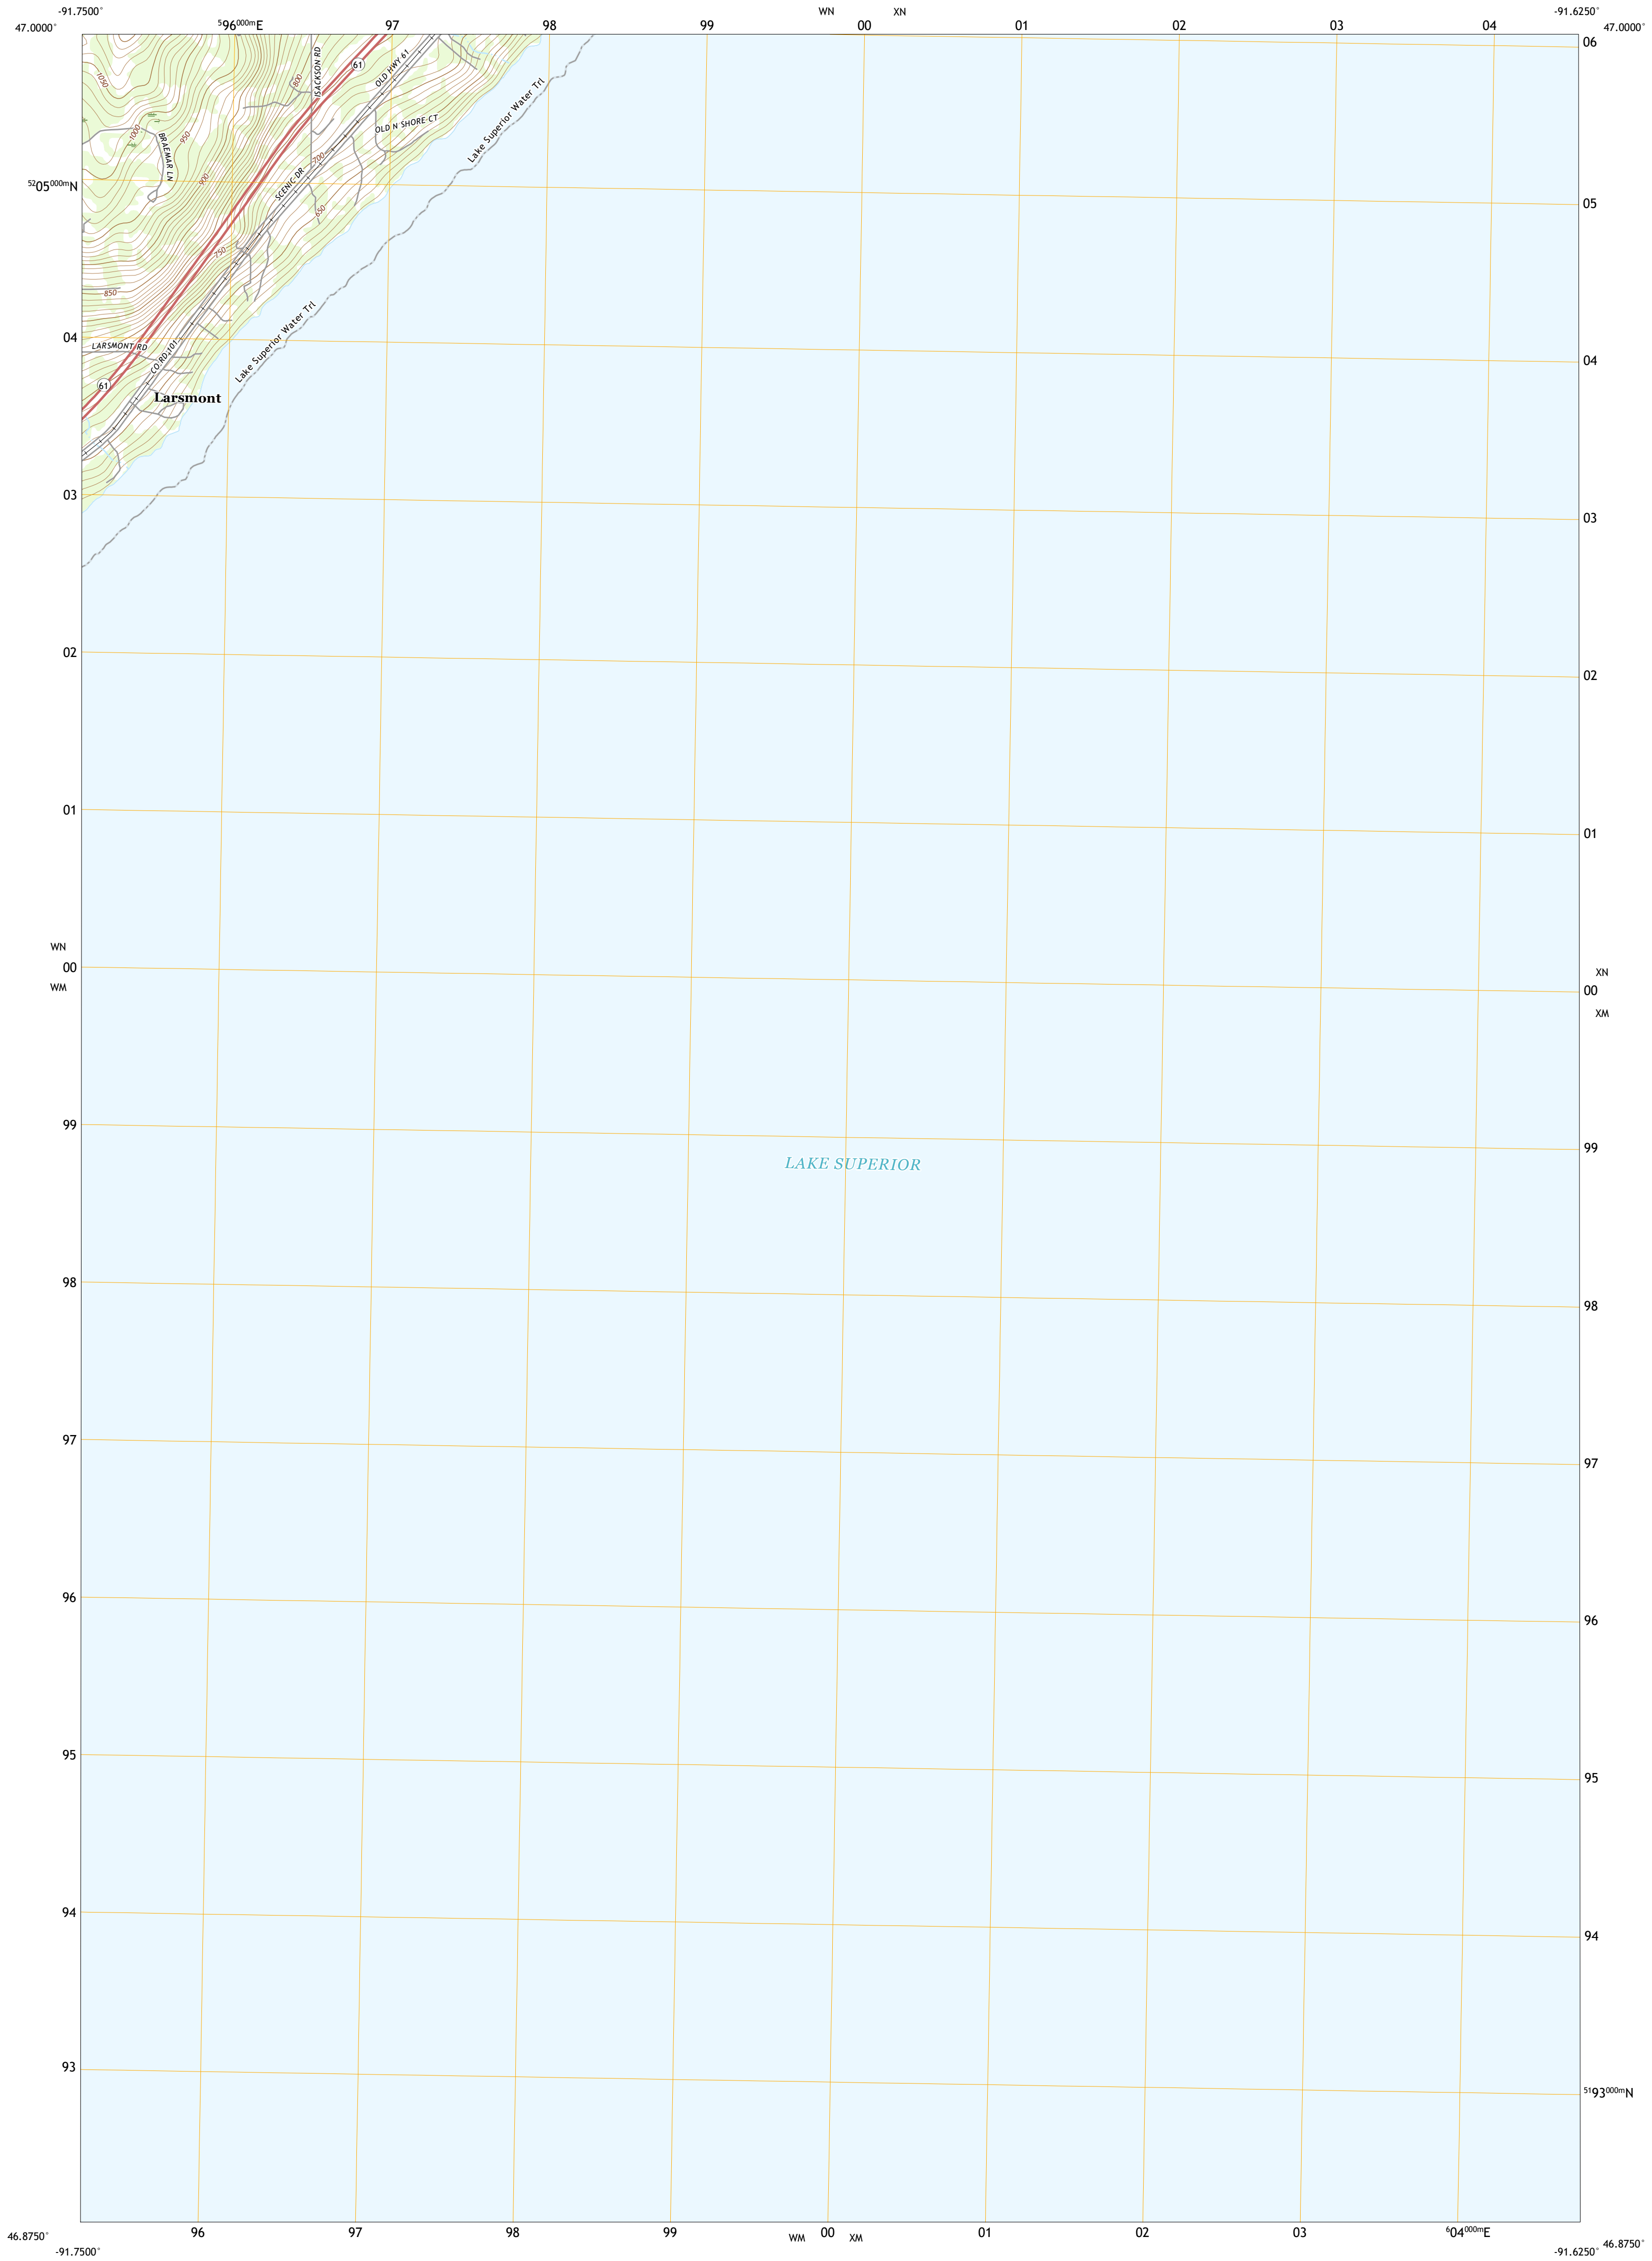 -91.7500°
WN
XN
-91.6250°
47.0000°
⁵96⁰⁰⁰ᵐE
97
98
99
00
01
02
03
04
47.0000°
06
61
OLD HWY 61
ISACKSON RD
800
1050
Lake Superior Water Trl
OLD N SHORE CT
1000
950
BRAEMAR LN
700
900
SCENIC DR
⁵²05⁰⁰⁰ᵐN
05
650
750
850
Lake Superior Water Trl
04
LARSMONT RD
CO RD 101
04
61
Larsmont
03
03
02
02
01
01
WN
00
WM
XN
00
XM
99
99
LAKE SUPERIOR
98
98
97
97
96
96
95
95
94
94
93
⁵¹93⁰⁰⁰ᵐN
46.8750°
96
97
98
99
WM
00
XM
01
02
03
⁶04⁰⁰⁰ᵐE
46.8750°
-91.7500°
-91.6250°